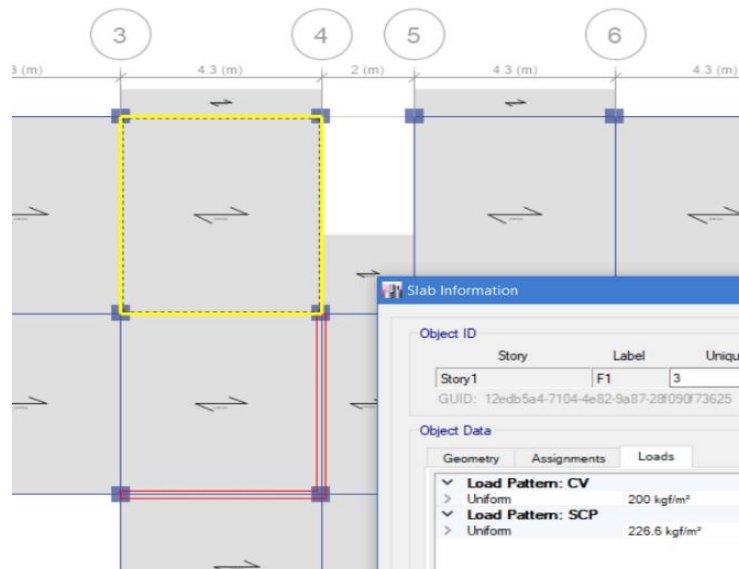 3 4 5 6
3 (m) 4.3 (m) 2 (m) 4.3 (m) 4.3 (m)
Slab Information
Object ID
Story Label Uniqu
Story1 F1 3
GUID: 12edb5a4-7104-4e82-9a87-28f090f73625
Object Data
Geometry Assignments Loads
Load Pattern: CV
Uniform 200 kgf/m²
Load Pattern: SCP
Uniform 226.6 kgf/m²